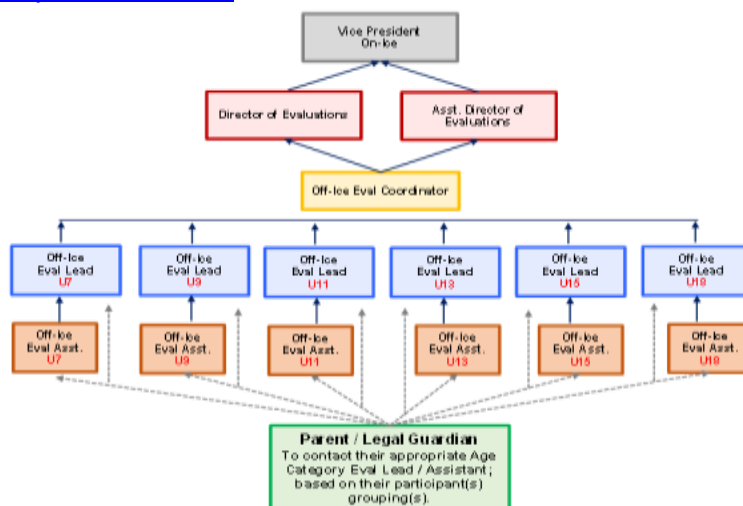 Vice President
On-Ice
Director of Evaluations
Asst. Director of
Evaluations
Off-Ice Eval Coordinator
Off-Ice
Eval Lead
U7
Off-Ice
Eval Lead
U9
Off-Ice
Eval Lead
U11
Off-Ice
Eval Lead
U13
Off-Ice
Eval Lead
U15
Off-Ice
Eval Lead
U18
Off-Ice
Eval Asst.
U7
Off-Ice
Eval Asst.
U9
Off-Ice
Eval Asst.
U11
Off-Ice
Eval Asst.
U13
Off-Ice
Eval Asst.
U15
Off-Ice
Eval Asst.
U18
Parent / Legal Guardian
To contact their appropriate Age
Category Eval Lead / Assistant;
based on their participant(s)
grouping(s).